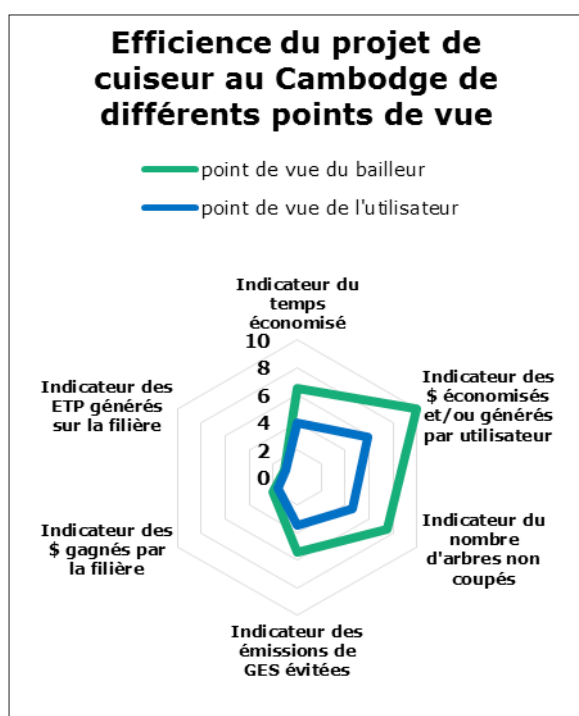 Efficience du projet de
cuiseur au Cambodge de
différents points de vue
point de vue du bailleur
point de vue de l'utilisateur
Indicateur du
temps
économisé
10
8
6
4
2
0
Indicateur des
$ économisés
et/ou générés
par utilisateur
Indicateur du
nombre
d'arbres non
coupés
Indicateur des
émissions de
GES évitées
Indicateur des
$ gagnés par
la filière
Indicateur des
ETP générés
sur la filière